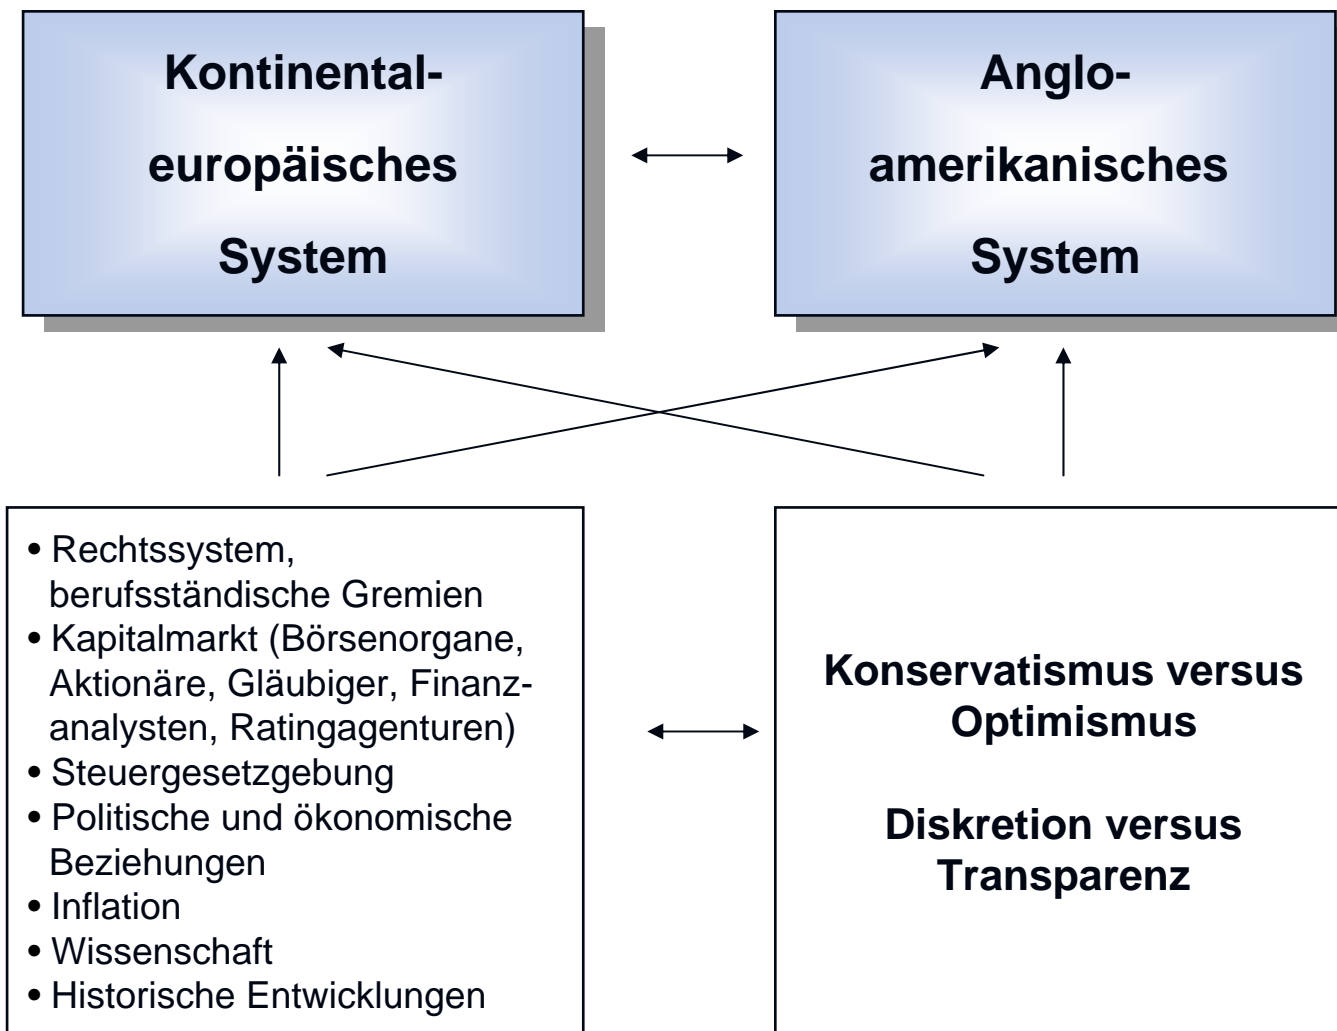 Kontinental-
europäisches
System
Anglo-
amerikanisches
System
• Rechtssystem,
berufsständische Gremien
• Kapitalmarkt (Börsenorgane,
Aktionäre, Gläubiger, Finanz-
analysten, Ratingagenturen)
• Steuergesetzgebung
• Politische und ökonomische
Beziehungen
• Inflation
• Wissenschaft
• Historische Entwicklungen
Konservatismus versus
Optimismus
Diskretion versus
Transparenz